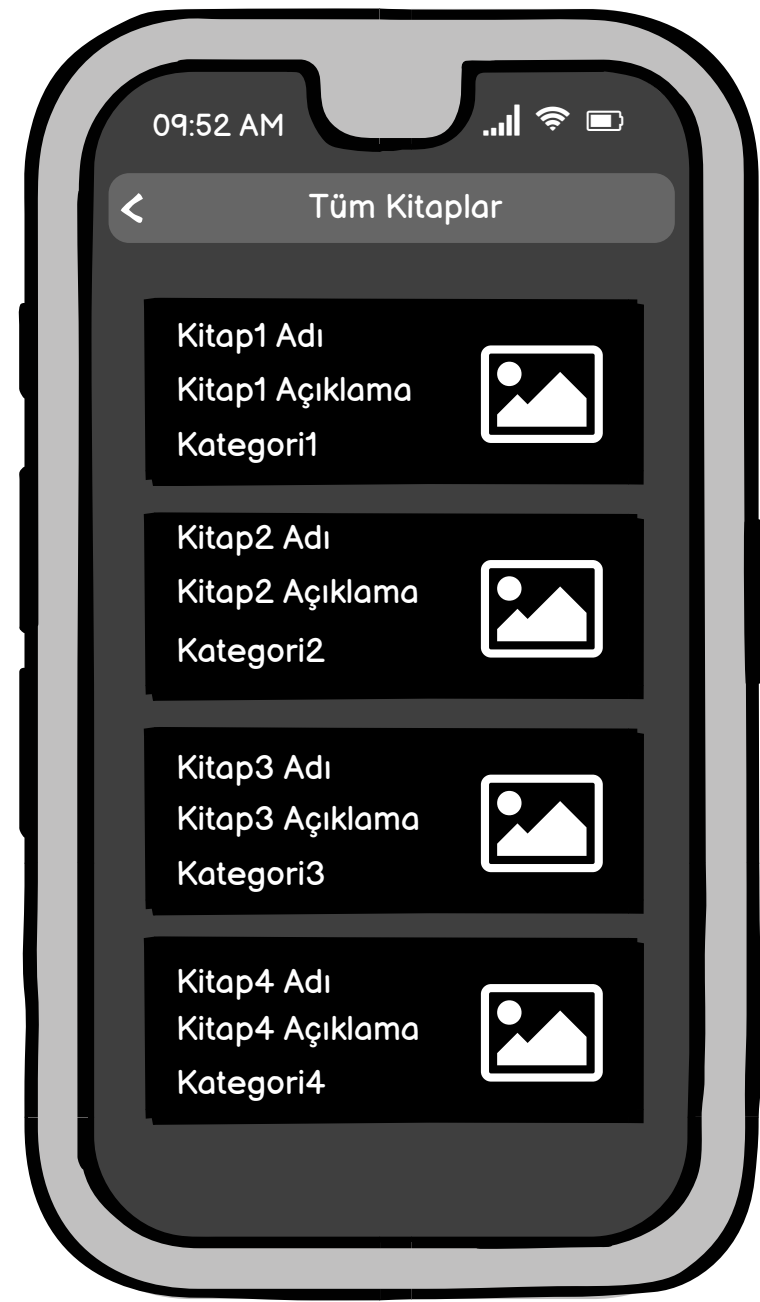 09:52 AM
Tüm Kitaplar
Kitap1 Adı
Kitap1 Açıklama
Kategori1
Kitap2 Adı
Kitap2 Açıklama
Kategori2
Kitap3 Adı
Kitap3 Açıklama
Kategori3
Kitap4 Adı
Kitap4 Açıklama
Kategori4